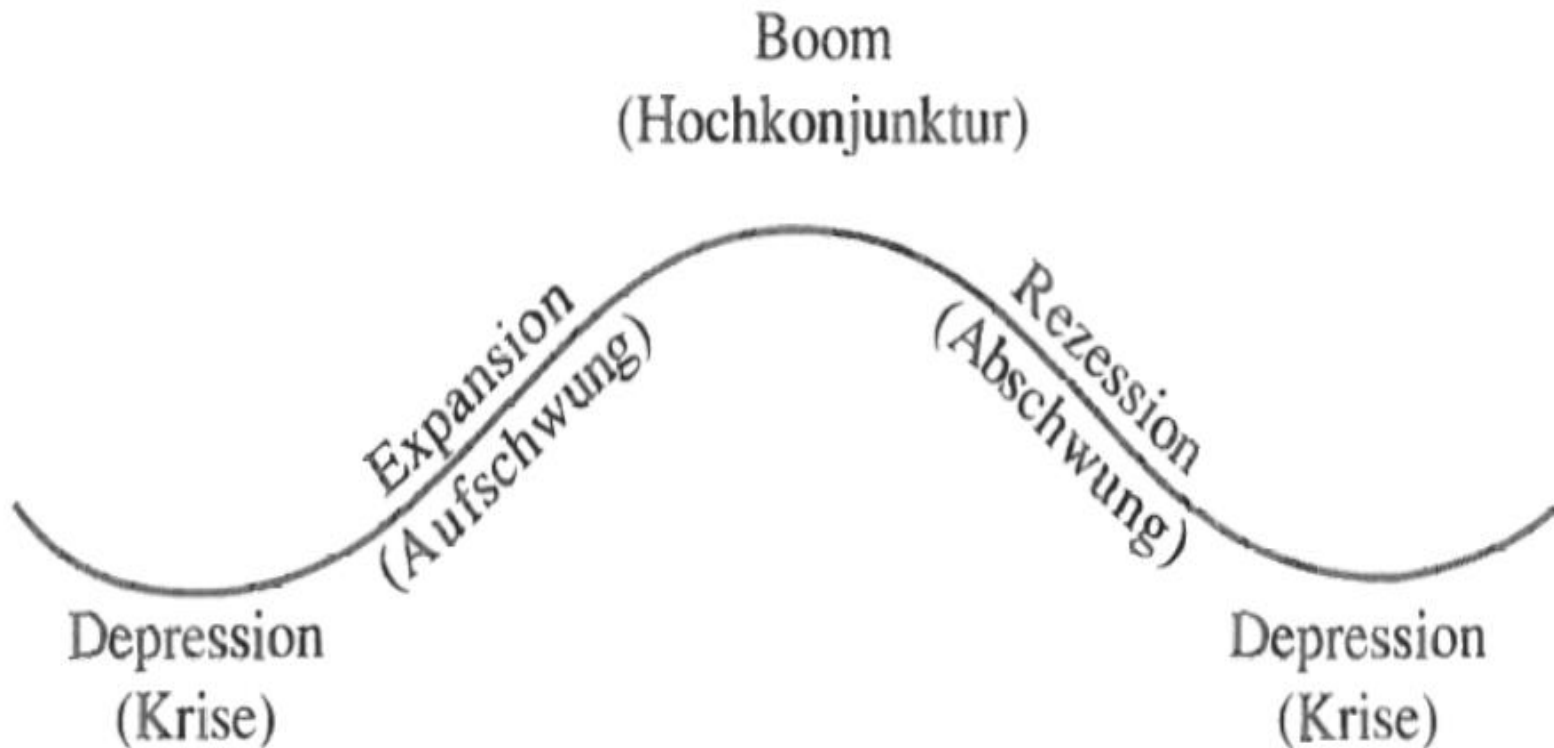 Boom
(Hochkonjunktur)
Expansion
(Aufschwung)
Rezession
(Abschwung)
Depression
(Krise)
Depression
(Krise)